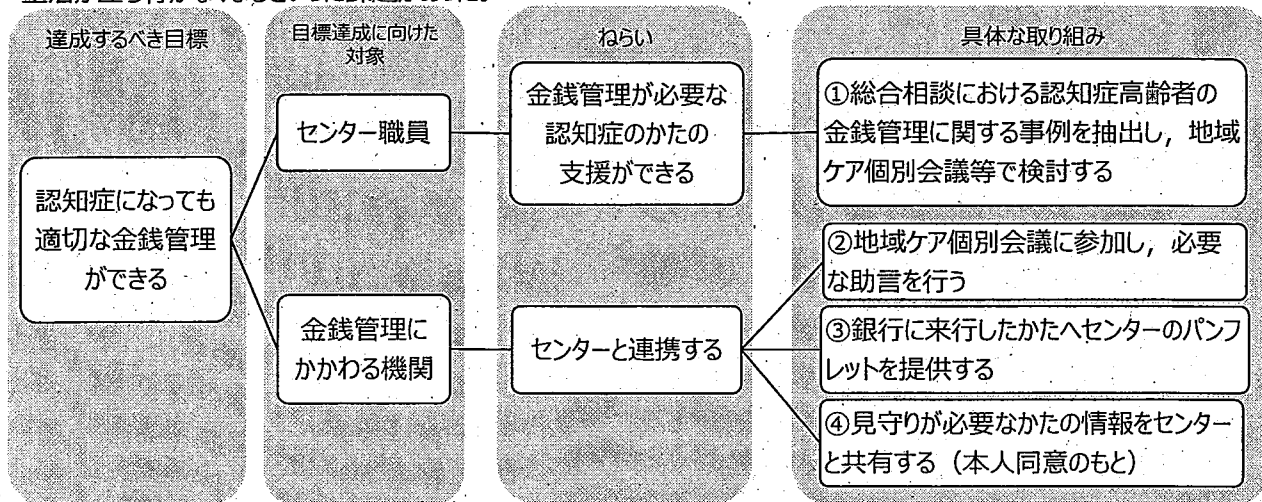 達成するべき目標
目標達成に向けた
対象
ねらい
具体な取り組み
認知症になっても
適切な金銭管理
ができる
センター職員
金銭管理が必要な
認知症のかたの
支援ができる
①総合相談における認知症高齢者の
金銭管理に関する事例を抽出し，地域
ケア個別会議等で検討する
金銭管理に
かかわる機関
センターと連携する
②地域ケア個別会議に参加し，必要
な助言を行う
③銀行に来行したかたへセンターのパンフ
レットを提供する
④見守りが必要なかたの情報をセンター
と共有する（本人同意のもと）